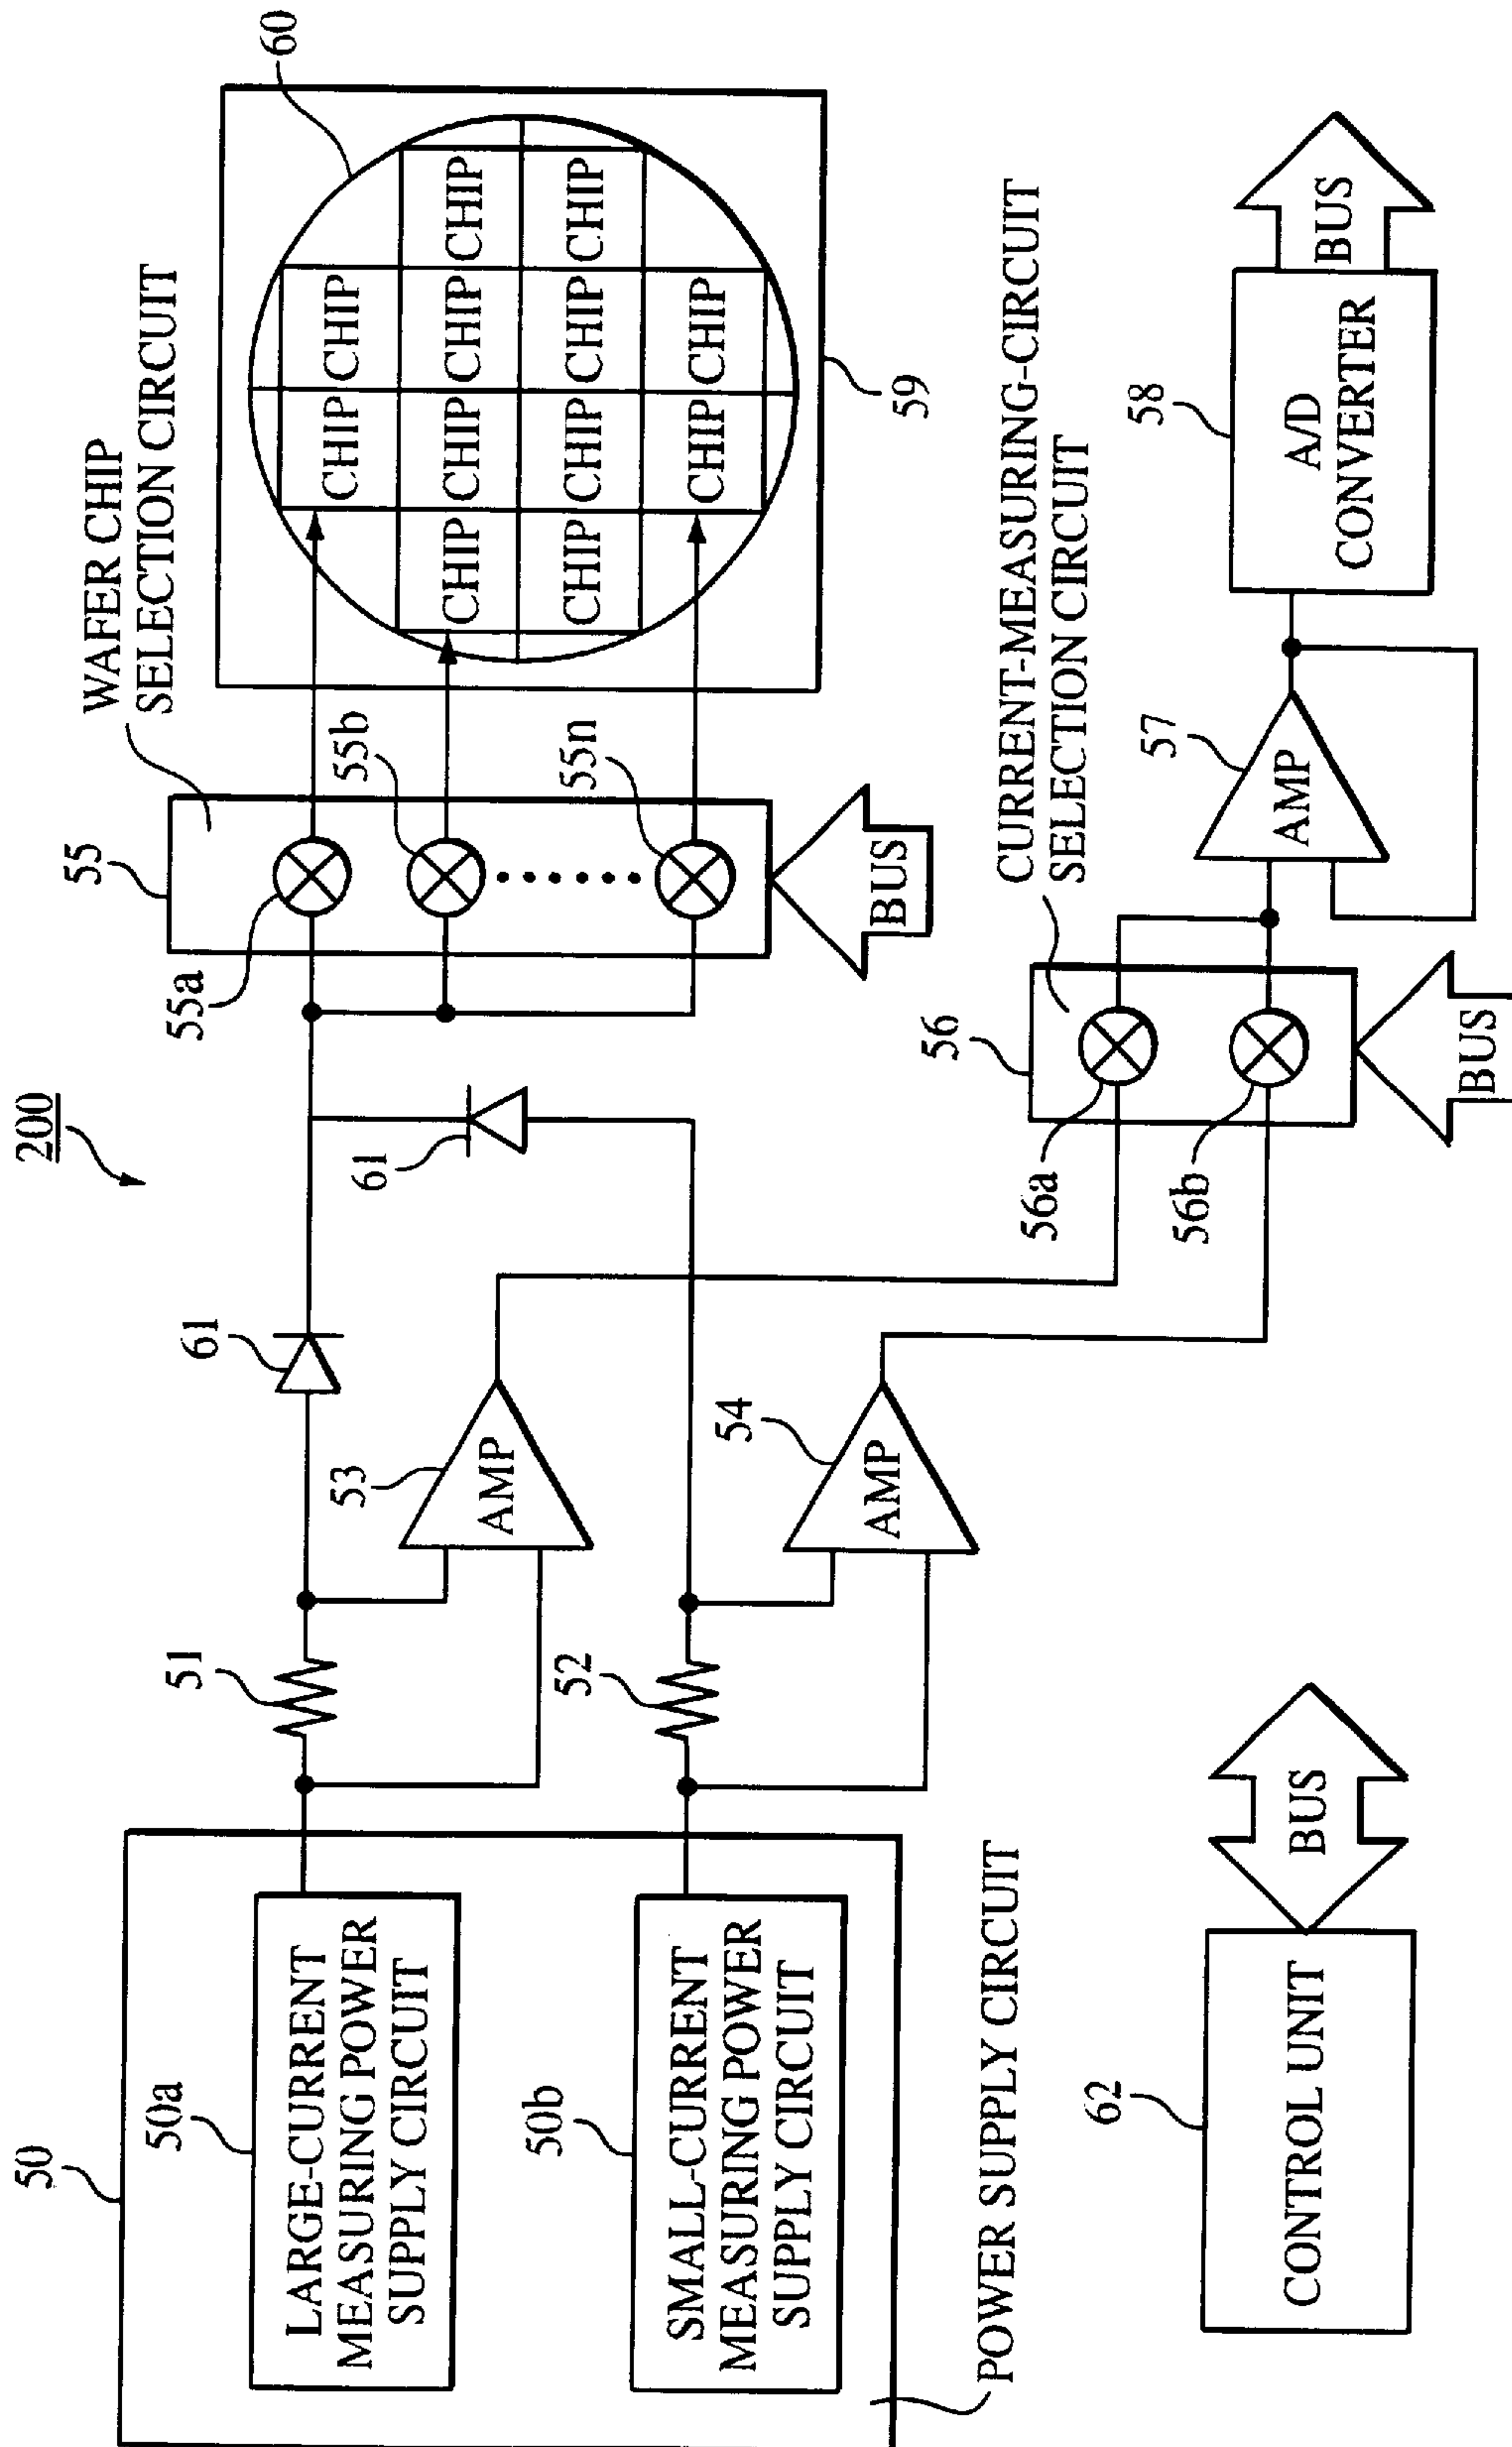 200
50
50a
LARGE-CURRENT
MEASURING POWER
SUPPLY CIRCUIT
50b
SMALL-CURRENT
MEASURING POWER
SUPPLY CIRCUIT
POWER SUPPLY CIRCUIT
51
52
53
AMP
54
AMP
61
61
55
WAFER CHIP
SELECTION CIRCUIT
55a
55b
55n
BUS
60
CHIP CHIP
CHIP CHIP CHIP CHIP
CHIP CHIP CHIP CHIP
CHIP CHIP
59
56
CURRENT-MEASURING-CIRCUIT
SELECTION CIRCUIT
56a
56b
BUS
57
AMP
58
A/D
CONVERTER
BUS
62
CONTROL UNIT
BUS